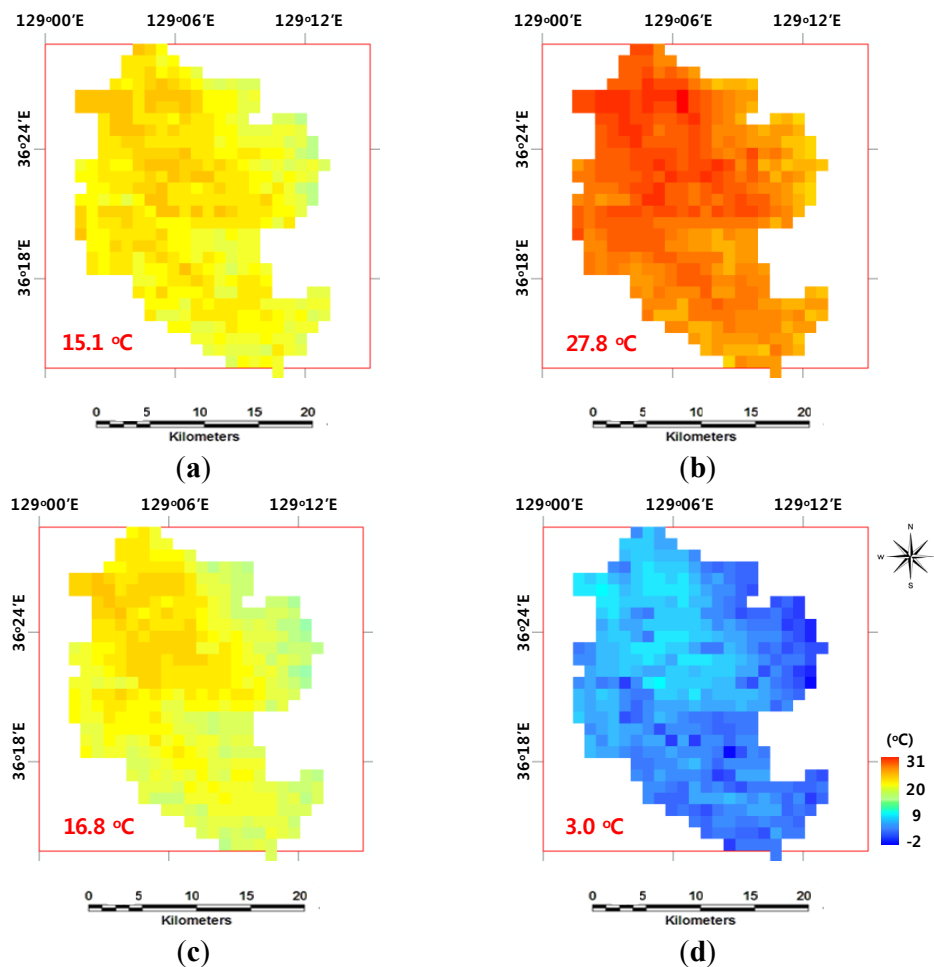 129°00'E 129°06'E 129°12'E
36°24'E
36°18'E
15.1 °C
0 5 10 15 20
Kilometers
(a)
129°00'E 129°06'E 129°12'E
36°24'E
36°18'E
27.8 °C
0 5 10 15 20
Kilometers
(b)
129°00'E 129°06'E 129°12'E
36°24'E
36°18'E
16.8 °C
0 5 10 15 20
Kilometers
(c)
129°00'E 129°06'E 129°12'E
36°24'E
36°18'E
3.0 °C
0 5 10 15 20
Kilometers
(d)
N
W E
S
(°C)
31
20
9
-2